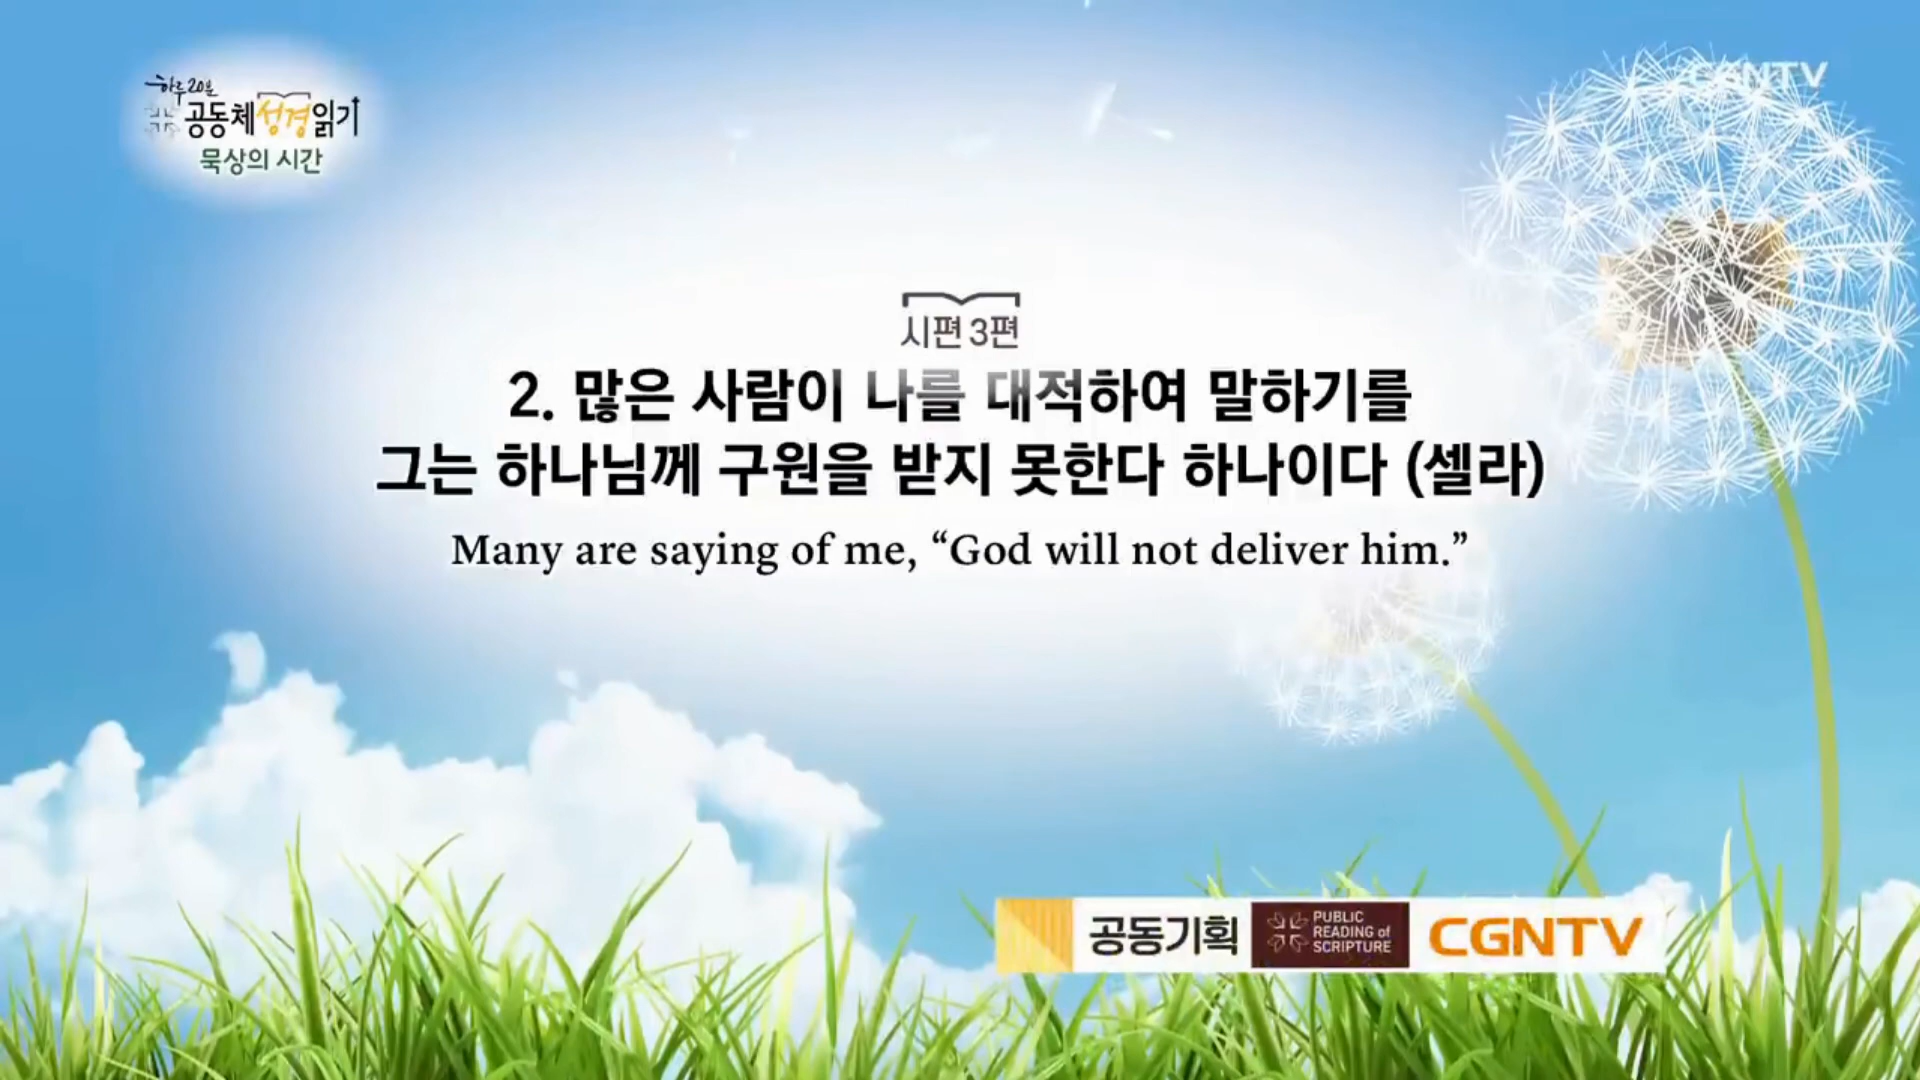 하루 20분
공동체성경읽기
묵상의 시간
CGNTV
시편 3편
2. 많은 사람이 나를 대적하여 말하기를
그는 하나님께 구원을 받지 못한다 하나이다 (셀라)
Many are saying of me, “God will not deliver him.”
공동기획
PUBLIC
READING of
SCRIPTURE
CGNTV